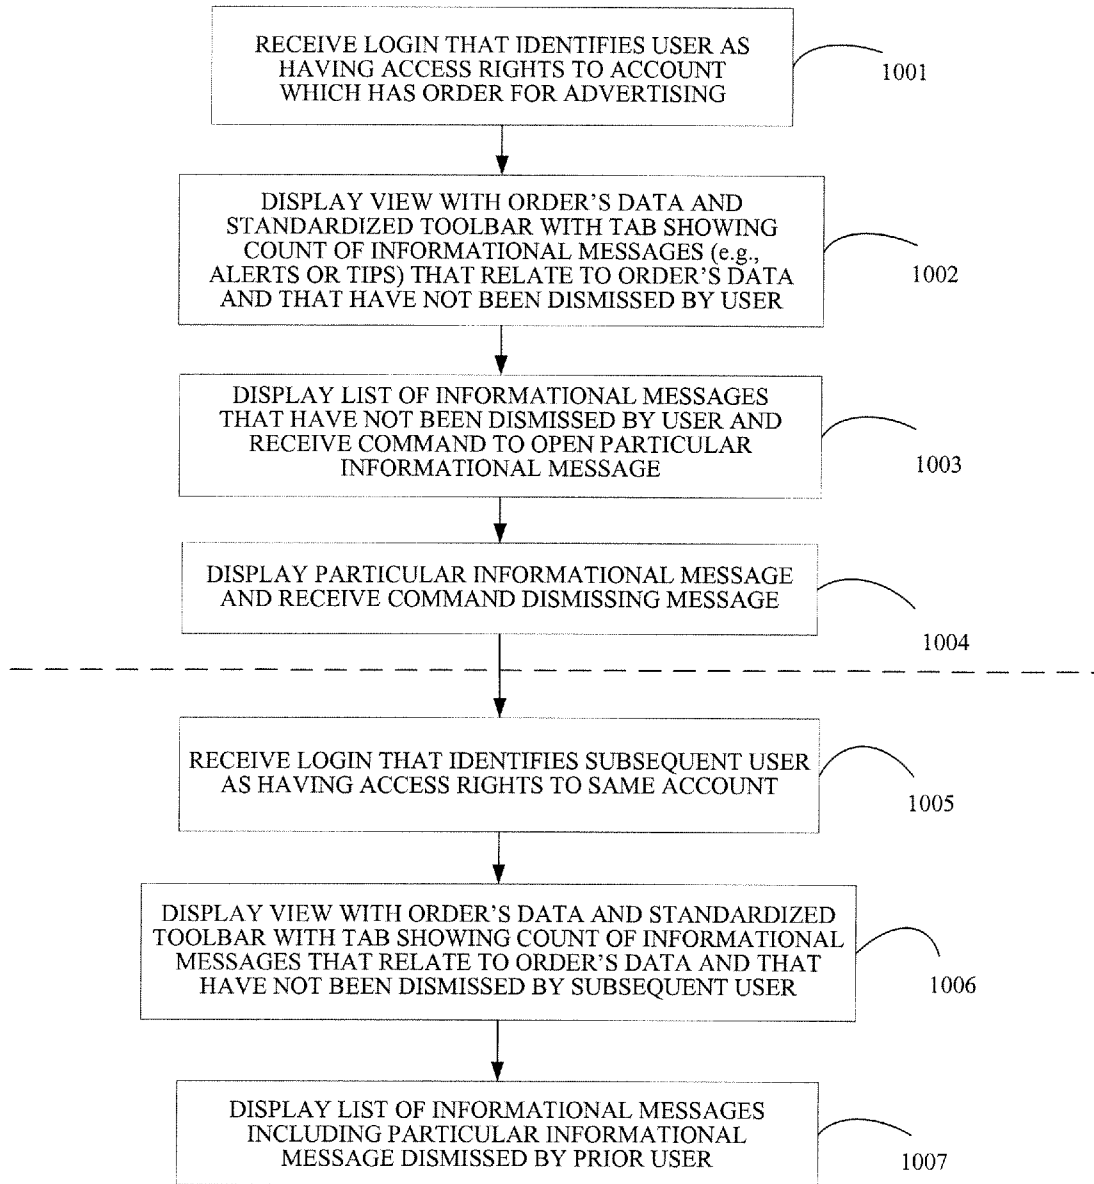 RECEIVE LOGIN THAT IDENTIFIES USER AS
HAVING ACCESS RIGHTS TO ACCOUNT
WHICH HAS ORDER FOR ADVERTISING
1001
DISPLAY VIEW WITH ORDER'S DATA AND
STANDARDIZED TOOLBAR WITH TAB SHOWING
COUNT OF INFORMATIONAL MESSAGES (e.g.,
ALERTS OR TIPS) THAT RELATE TO ORDER'S DATA
AND THAT HAVE NOT BEEN DISMISSED BY USER
1002
DISPLAY LIST OF INFORMATIONAL MESSAGES
THAT HAVE NOT BEEN DISMISSED BY USER AND
RECEIVE COMMAND TO OPEN PARTICULAR
INFORMATIONAL MESSAGE
1003
DISPLAY PARTICULAR INFORMATIONAL MESSAGE
AND RECEIVE COMMAND DISMISSING MESSAGE
1004
RECEIVE LOGIN THAT IDENTIFIES SUBSEQUENT USER
AS HAVING ACCESS RIGHTS TO SAME ACCOUNT
1005
DISPLAY VIEW WITH ORDER'S DATA AND STANDARDIZED
TOOLBAR WITH TAB SHOWING COUNT OF INFORMATIONAL
MESSAGES THAT RELATE TO ORDER'S DATA AND THAT
HAVE NOT BEEN DISMISSED BY SUBSEQUENT USER
1006
DISPLAY LIST OF INFORMATIONAL MESSAGES
INCLUDING PARTICULAR INFORMATIONAL
MESSAGE DISMISSED BY PRIOR USER
1007